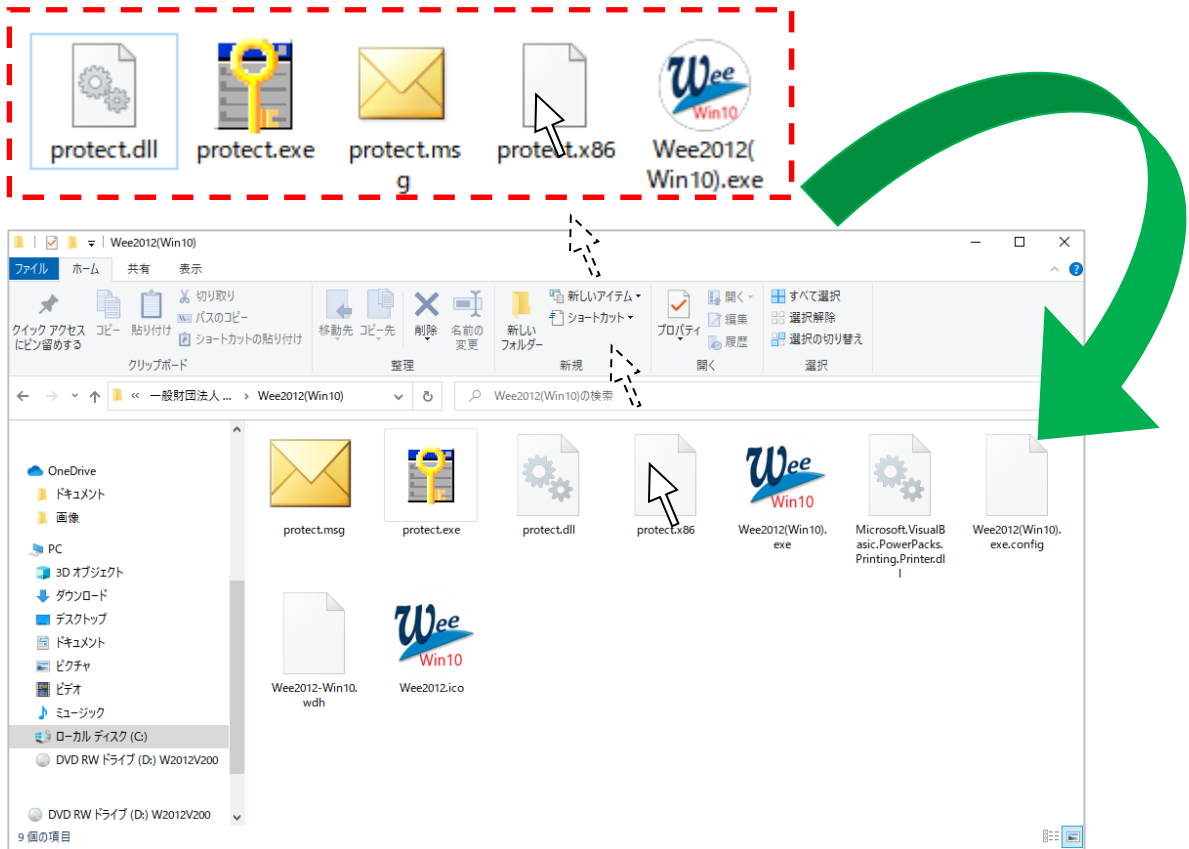 protect.dll
protect.exe
protect.ms
g
protect.x86
Wee
Win10
Wee2012(
Win10).exe
Wee2012(Win10)
ファイル
ホーム
共有
表示
クイック アクセス
にピン留めする
コピー
貼り付け
切り取り
パスのコピー
ショートカットの貼り付け
クリップボード
移動先
コピー先
削除
名前の
変更
整理
新しい
フォルダー
新しいアイテム
ショートカット
新規
プロパティ
開く
編集
履歴
開く
すべて選択
選択解除
選択の切り替え
選択
« 一般財団法人 ... › Wee2012(Win10)
Wee2012(Win10)の検索
OneDrive
ドキュメント
画像
PC
3D オブジェクト
ダウンロード
デスクトップ
ドキュメント
ピクチャ
ビデオ
ミュージック
ローカル ディスク (C:)
DVD RW ドライブ (D:) W2012V200
DVD RW ドライブ (D:) W2012V200
protect.msg
protect.exe
protect.dll
protect.x86
Wee
Win10
Wee2012(Win10).
exe
Microsoft.VisualB
asic.PowerPacks.
Printing.Printer.dl
l
Wee2012(Win10).
exe.config
Wee2012-Win10.
wdh
Wee
Win10
Wee2012.ico
9 個の項目